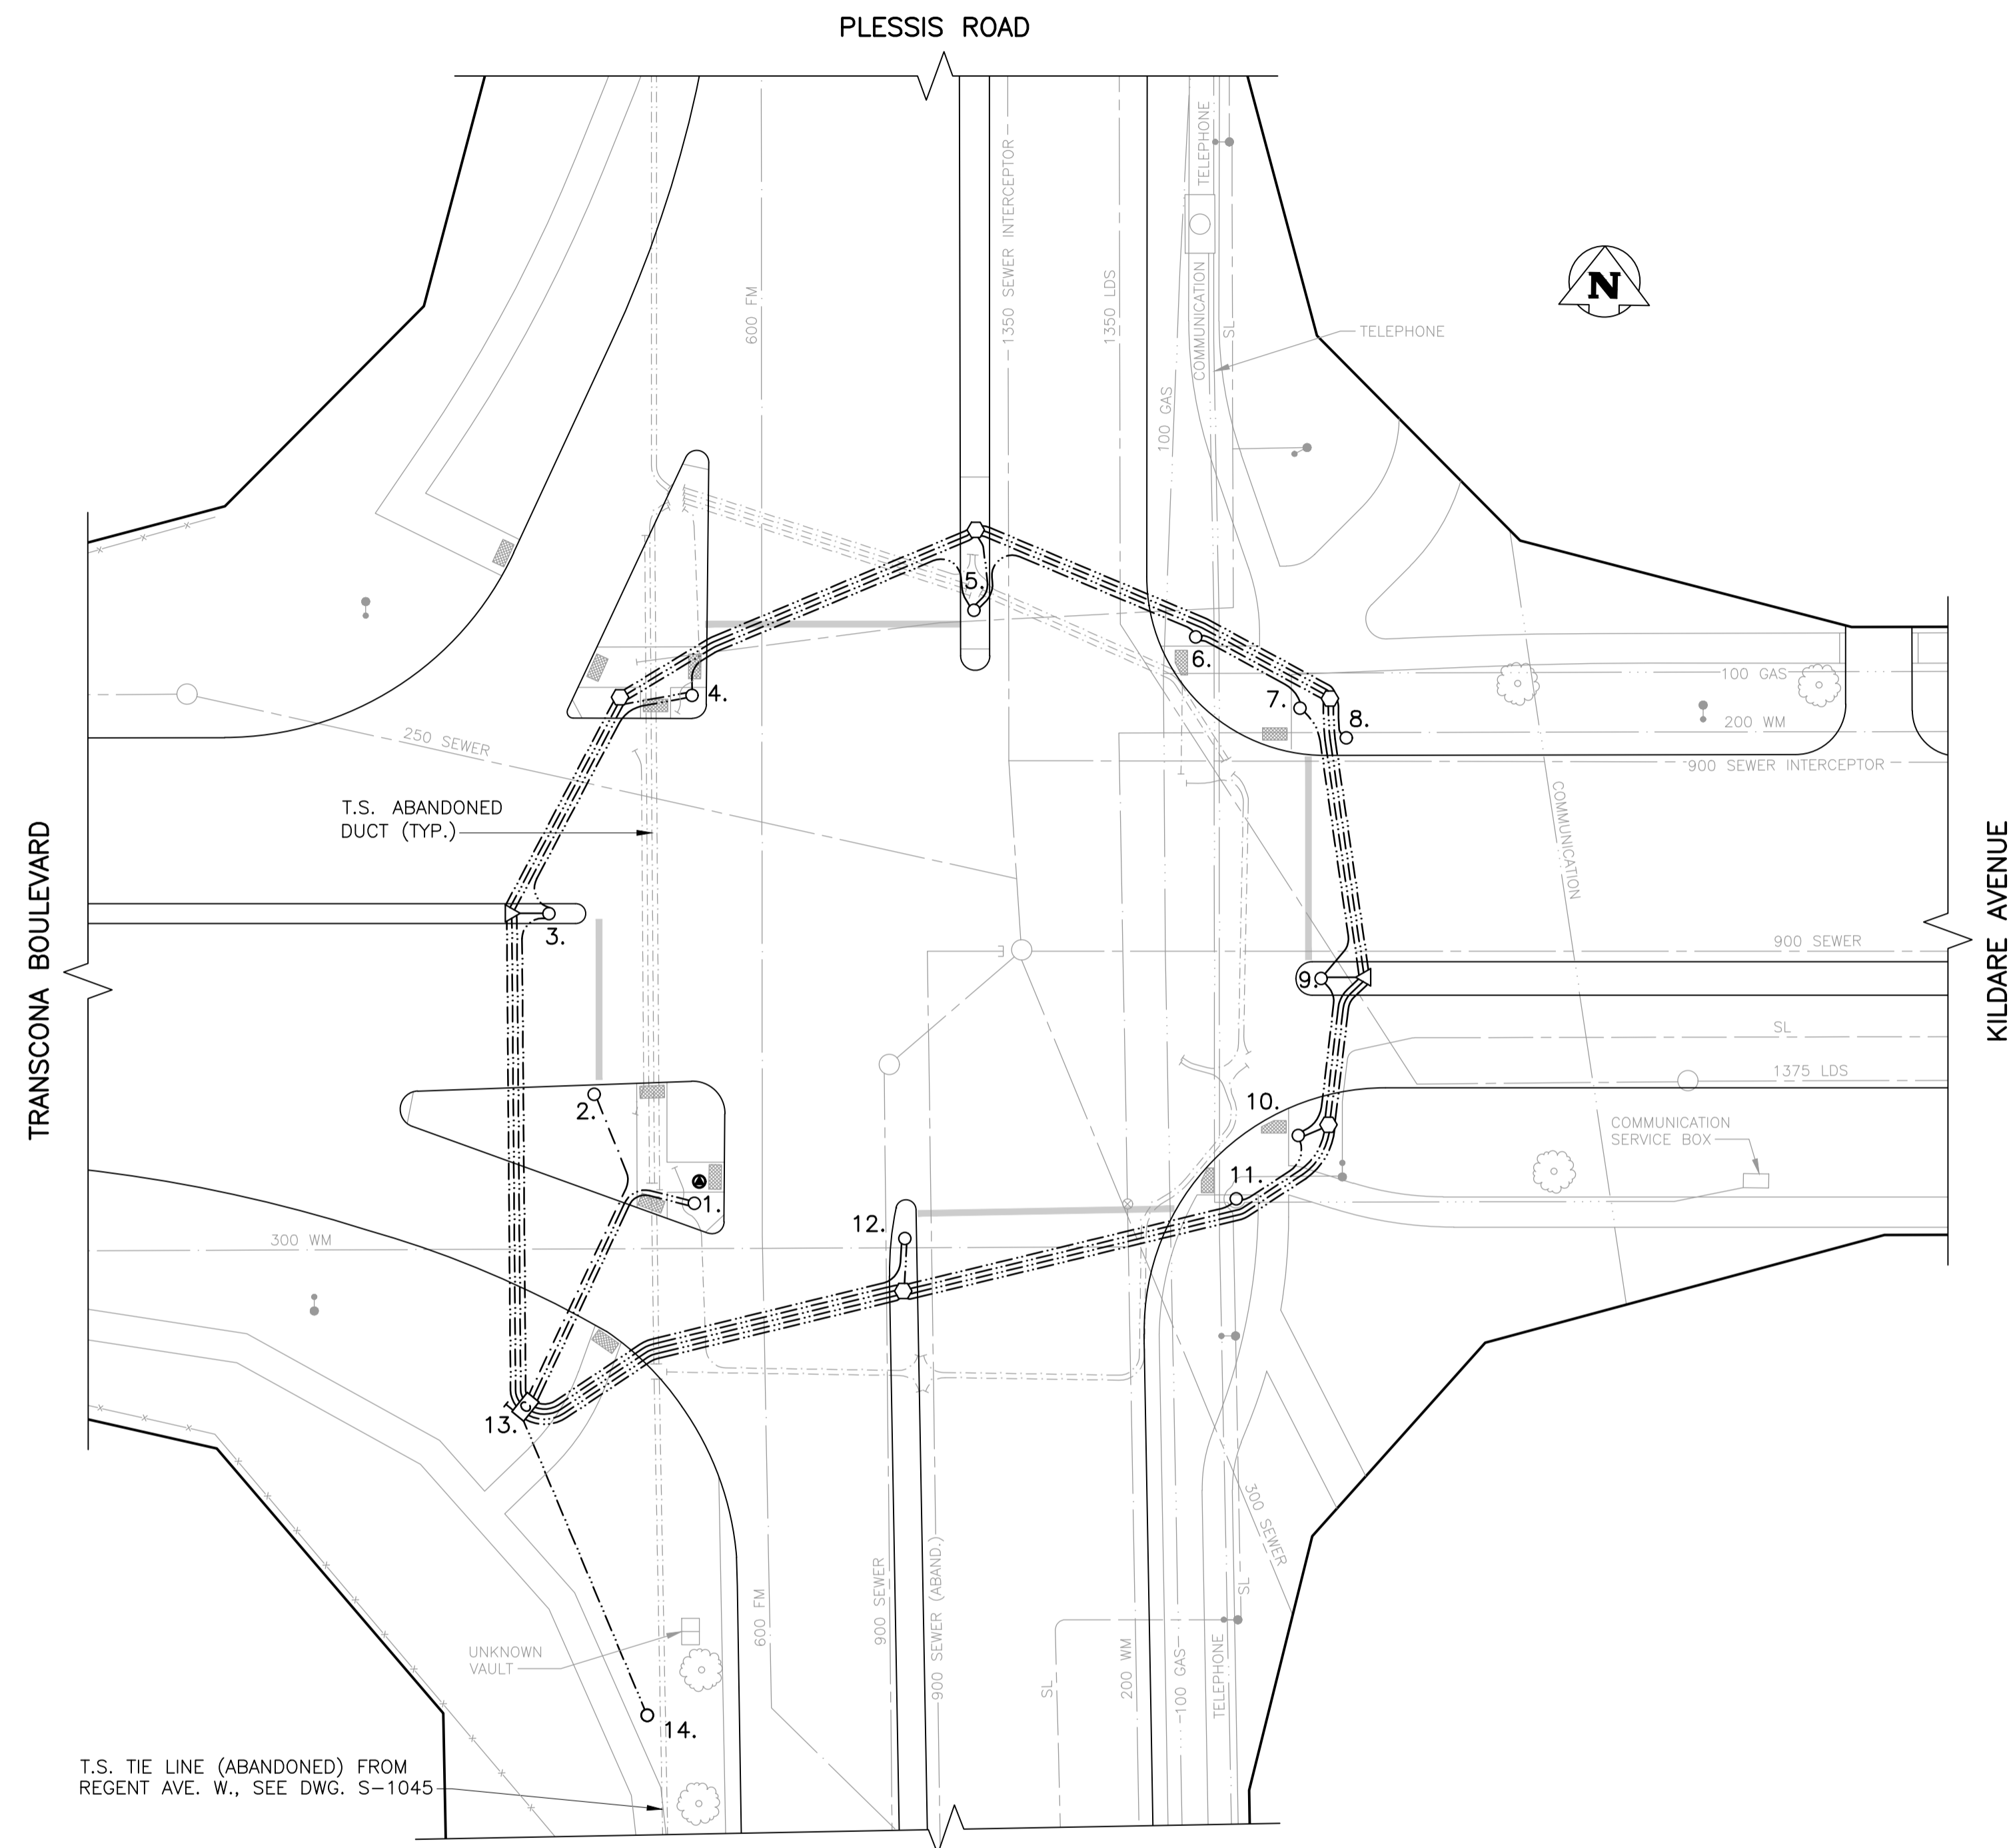 PLESSIS ROAD
TELEPHONE
1350 SEWER INTERCEPTOR
600 FM
1350 LDS
COMMUNICATION
SL
N
TELEPHONE
100 GAS
5.
6.
4.
7.
8.
100 GAS
200 WM
250 SEWER
900 SEWER INTERCEPTOR
T.S. ABANDONED
DUCT (TYP.)
COMMUNICATION
TRANSCONA BOULEVARD
KILDARE AVENUE
3.
900 SEWER
9.
SL
1375 LDS
2.
10.
COMMUNICATION
SERVICE BOX
1.
11.
12.
300 WM
C
13.
300 SEWER
900 SEWER
900 SEWER (ABAND.)
600 FM
SL
UNKNOWN
VAULT
SL
200 WM
100 GAS
TELEPHONE
14.
T.S. TIE LINE (ABANDONED) FROM
REGENT AVE. W., SEE DWG. S-1045